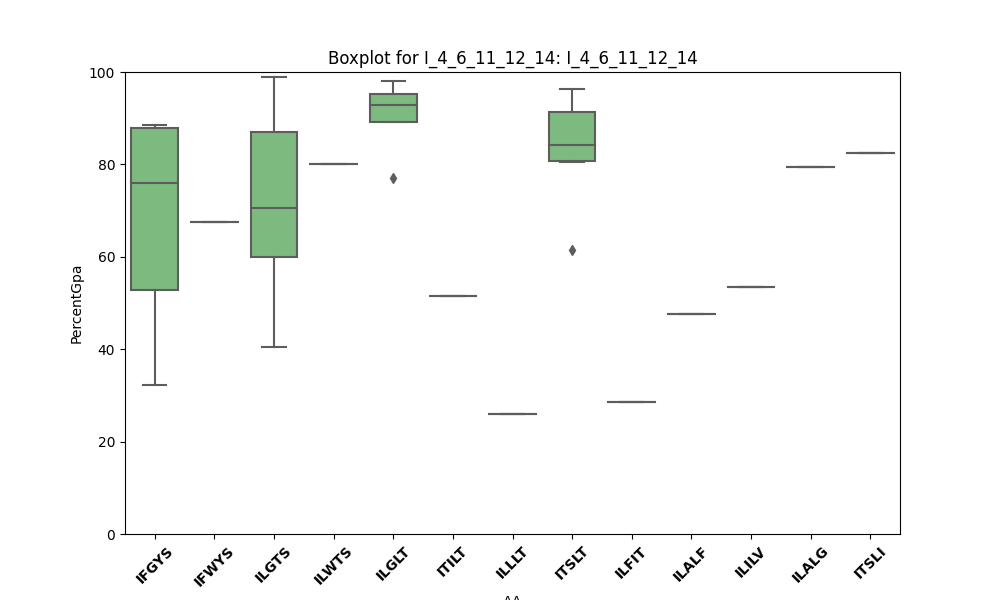 Boxplot for I_4_6_11_12_14: I_4_6_11_12_14
PercentGpa
100
80
60
40
20
0
IFGYS
IFWYS
ILGTS
ILWTS
ILGLT
ITILT
ILLLT
ITSLT
ILFIT
ILALF
ILILV
ILALG
ITSLI
AA